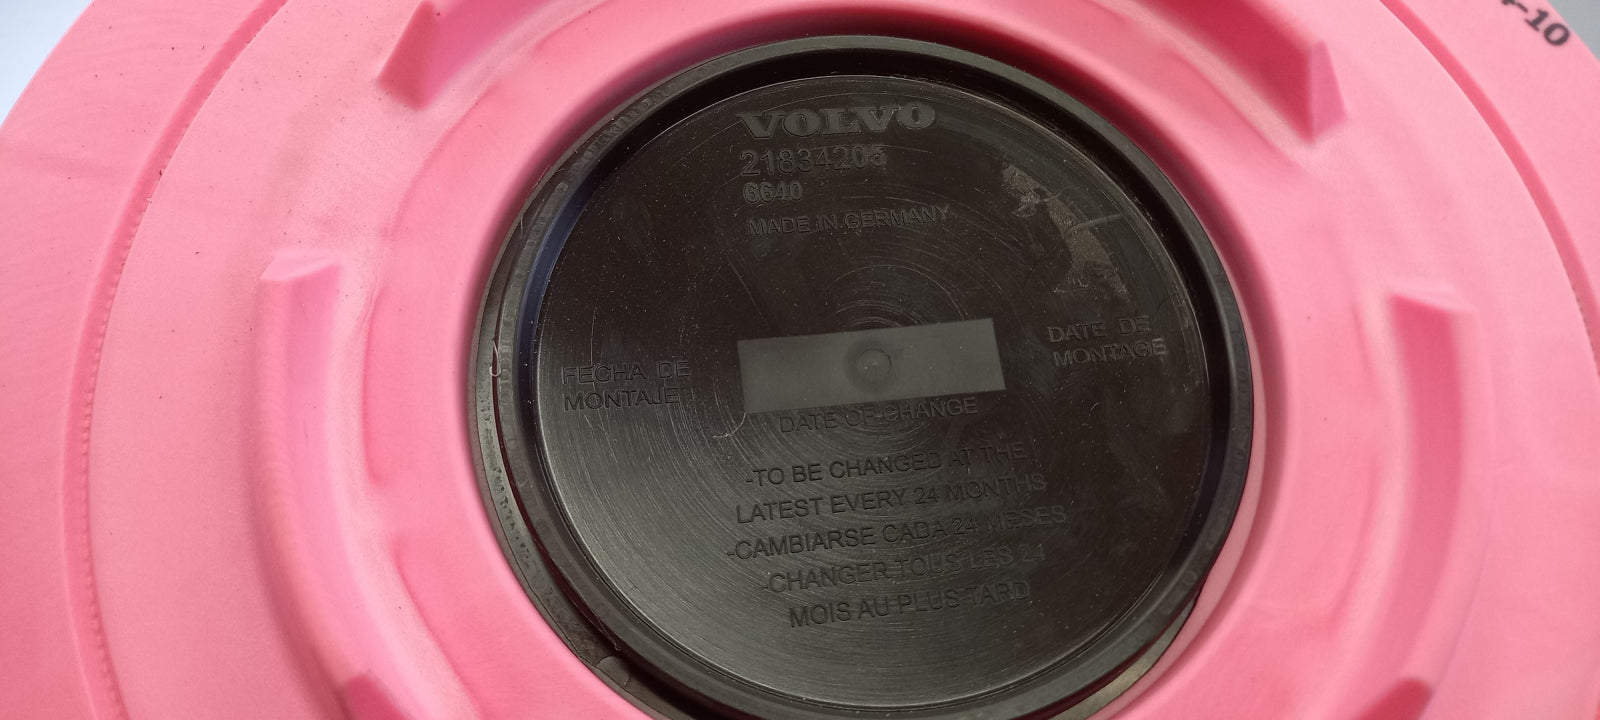 -10
VOLVO
21834205
6640
MADE IN GERMANY
FECHA DE
MONTAJE
DATE DE
MONTAGE
DATE OF CHANGE
-TO BE CHANGED AT THE
LATEST EVERY 24 MONTHS
-CAMBIARSE CADA 24 MESES
-CHANGER TOUS LES 24
MOIS AU PLUS TARD